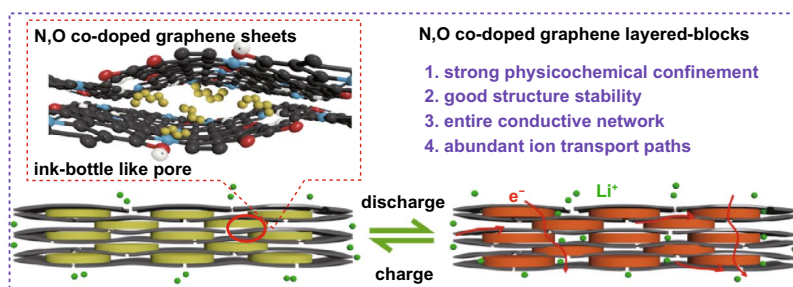 N,O co-doped graphene sheets
ink-bottle like pore
N,O co-doped graphene layered-blocks
1. strong physicochemical confinement
2. good structure stability
3. entire conductive network
4. abundant ion transport paths
discharge
charge
e⁻
Li⁺